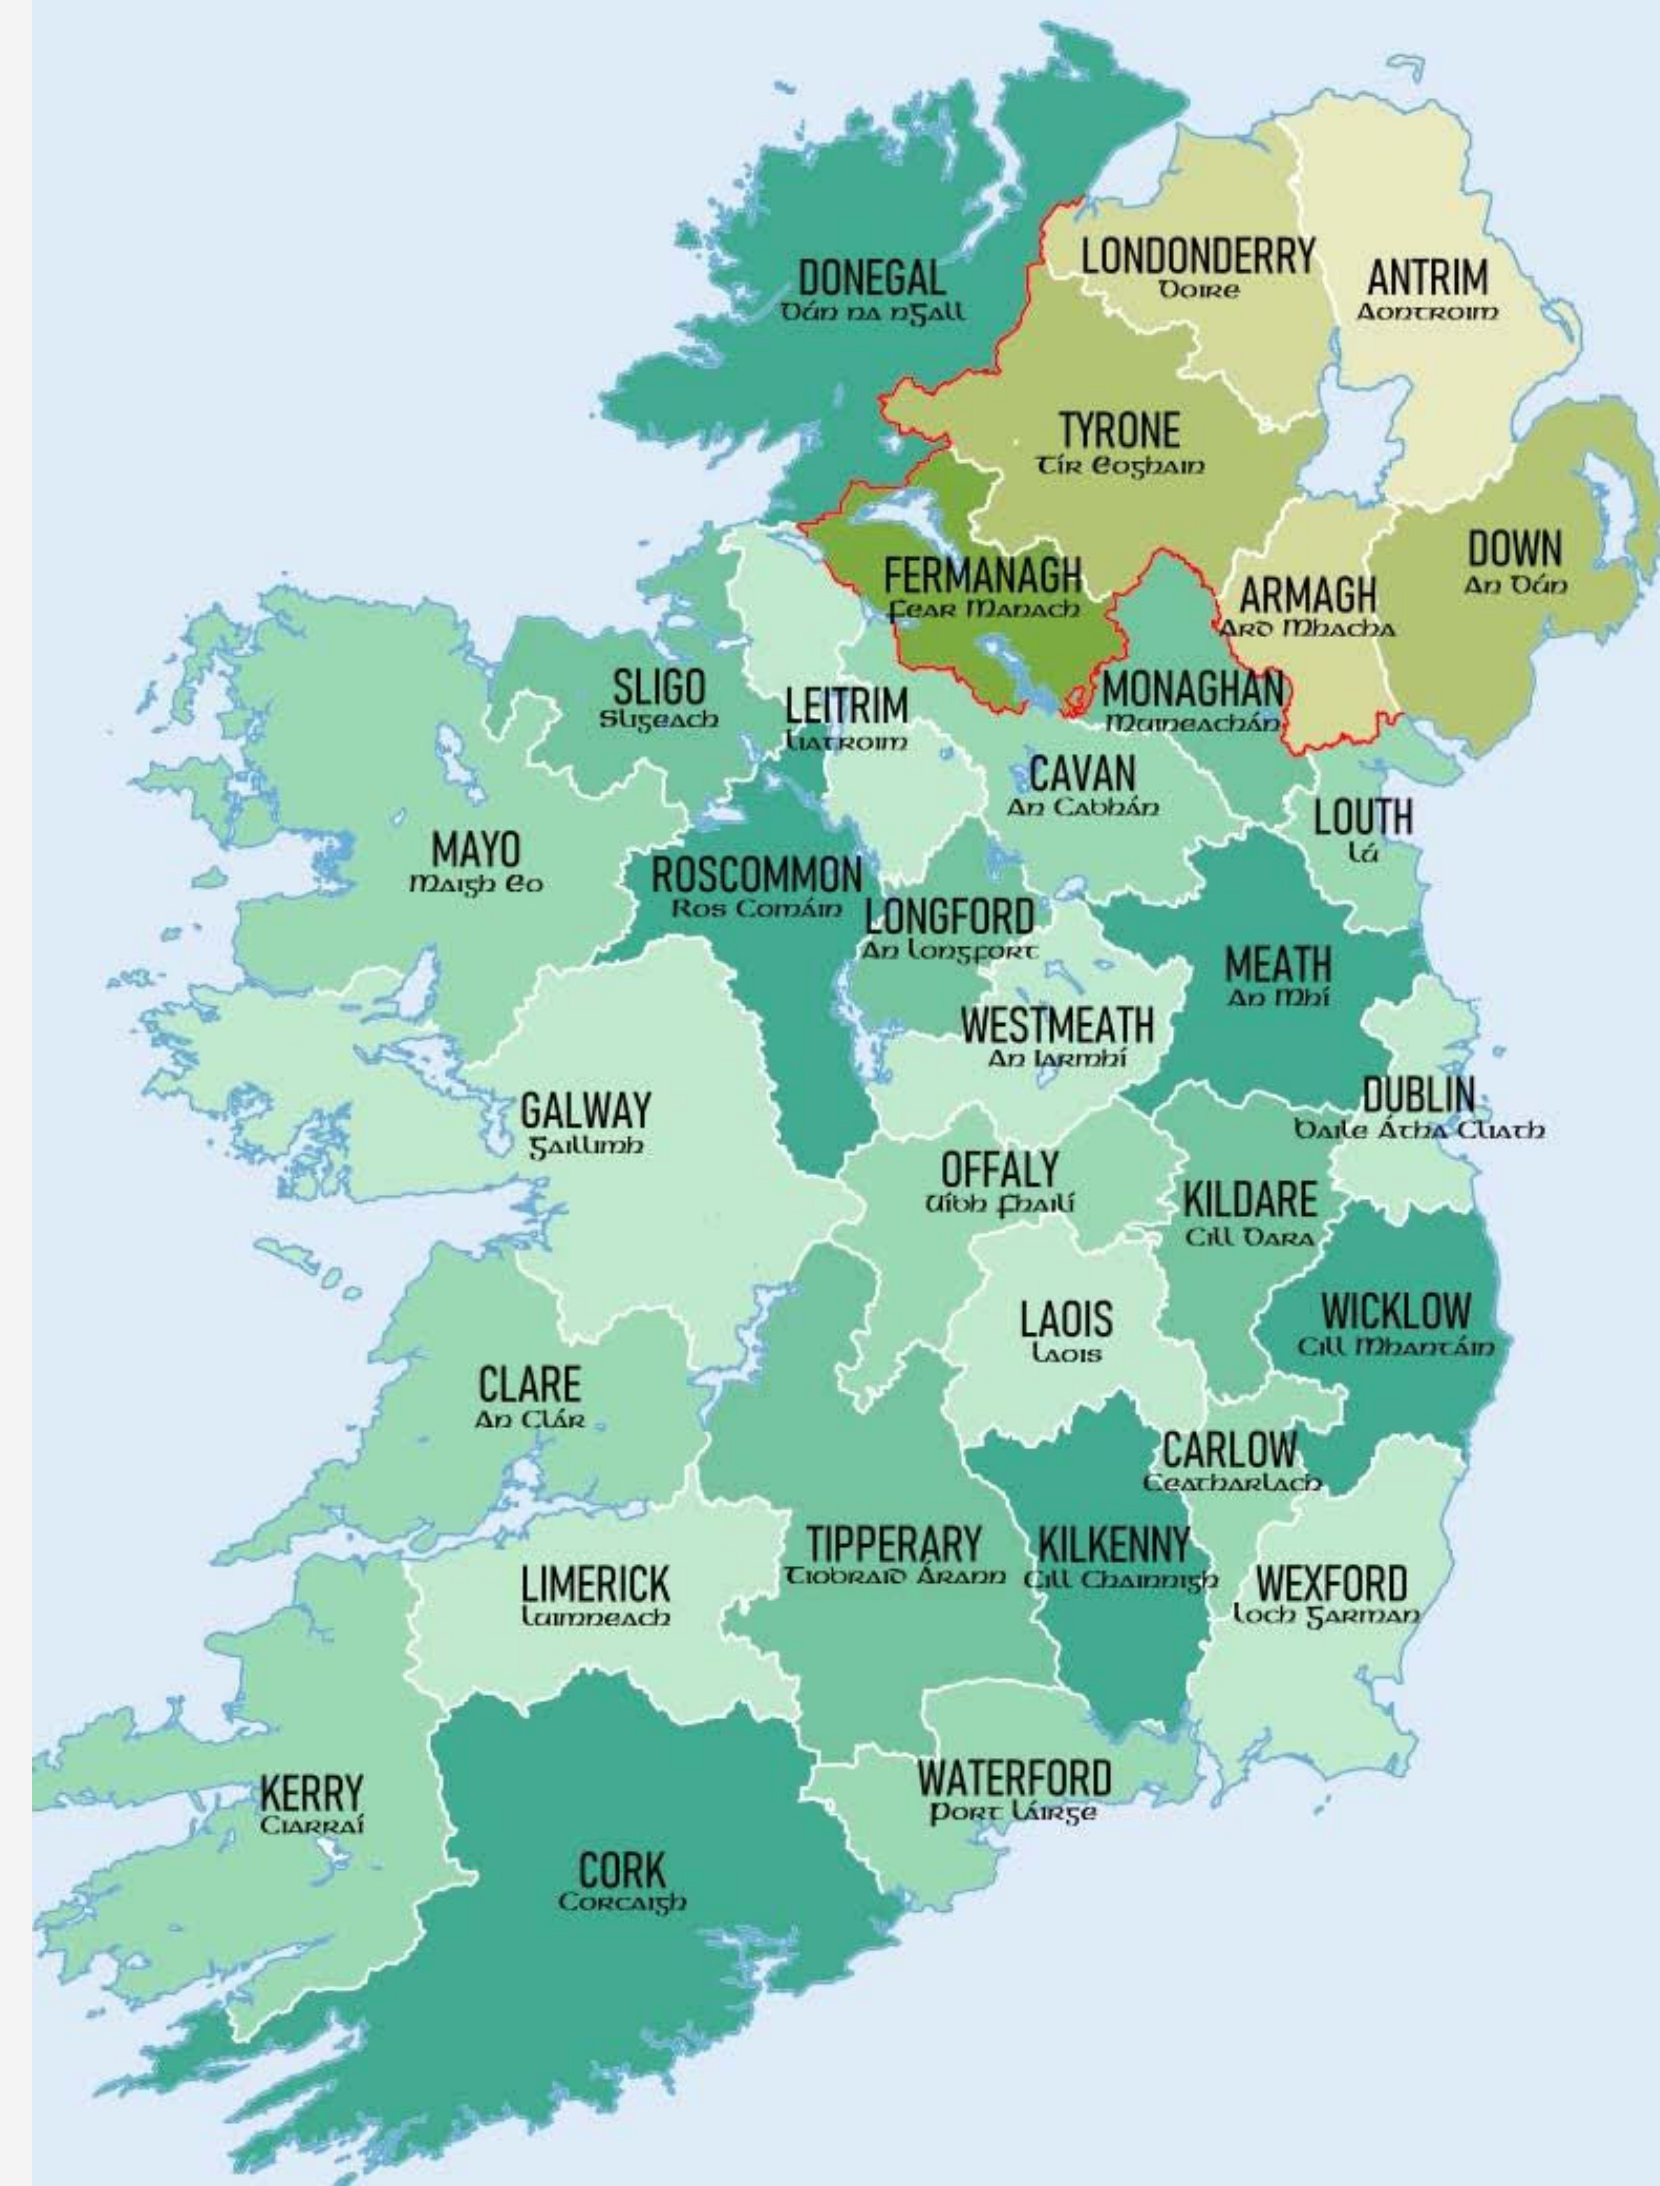 DONEGAL
Dún na nGall
LONDONDERRY
Doire
ANTRIM
Aontroim
TYRONE
Tír Eoghain
FERMANAGH
Fear Manach
ARMAGH
Ard Mhacha
DOWN
An Dún
SLIGO
Sligeach
LEITRIM
Liatroim
MONAGHAN
Muineachán
CAVAN
An Cabhán
LOUTH
Lú
MAYO
Maigh Eo
ROSCOMMON
Ros Comáin
LONGFORD
An Longfort
MEATH
An Mhí
WESTMEATH
An Iarmhí
GALWAY
Gaillimh
DUBLIN
Baile Átha Cliath
OFFALY
Uíbh Fhailí
KILDARE
Cill Dara
LAOIS
Laois
WICKLOW
Cill Mhantáin
CLARE
An Clár
CARLOW
Ceatharlach
TIPPERARY
Tiobraid Árann
KILKENNY
Cill Chainnigh
LIMERICK
Luimneach
WEXFORD
Loch Garman
WATERFORD
Port Láirge
KERRY
Ciarraí
CORK
Corcaigh